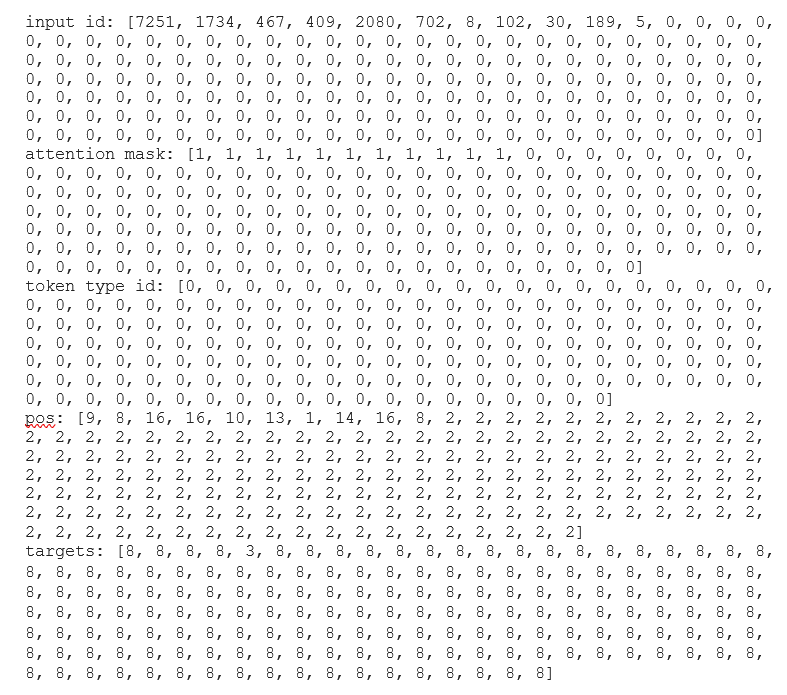 input id: [7251, 1734, 467, 409, 2080, 702, 8, 102, 30, 189, 5, 0, 0, 0, 0,
0, 0, 0, 0, 0, 0, 0, 0, 0, 0, 0, 0, 0, 0, 0, 0, 0, 0, 0, 0, 0, 0, 0, 0, 0,
0, 0, 0, 0, 0, 0, 0, 0, 0, 0, 0, 0, 0, 0, 0, 0, 0, 0, 0, 0, 0, 0, 0, 0, 0,
0, 0, 0, 0, 0, 0, 0, 0, 0, 0, 0, 0, 0, 0, 0, 0, 0, 0, 0, 0, 0, 0, 0, 0, 0,
0, 0, 0, 0, 0, 0, 0, 0, 0, 0, 0, 0, 0, 0, 0, 0, 0, 0, 0, 0, 0, 0, 0, 0, 0,
0, 0, 0, 0, 0, 0, 0, 0, 0, 0, 0, 0, 0, 0, 0, 0, 0, 0, 0, 0, 0, 0, 0, 0, 0,
0, 0, 0, 0, 0, 0, 0, 0, 0, 0, 0, 0, 0, 0, 0, 0, 0, 0, 0, 0, 0, 0, 0, 0, 0]
attention mask: [1, 1, 1, 1, 1, 1, 1, 1, 1, 1, 1, 0, 0, 0, 0, 0, 0, 0, 0,
0, 0, 0, 0, 0, 0, 0, 0, 0, 0, 0, 0, 0, 0, 0, 0, 0, 0, 0, 0, 0, 0, 0, 0, 0,
0, 0, 0, 0, 0, 0, 0, 0, 0, 0, 0, 0, 0, 0, 0, 0, 0, 0, 0, 0, 0, 0, 0, 0, 0,
0, 0, 0, 0, 0, 0, 0, 0, 0, 0, 0, 0, 0, 0, 0, 0, 0, 0, 0, 0, 0, 0, 0, 0, 0,
0, 0, 0, 0, 0, 0, 0, 0, 0, 0, 0, 0, 0, 0, 0, 0, 0, 0, 0, 0, 0, 0, 0, 0, 0,
0, 0, 0, 0, 0, 0, 0, 0, 0, 0, 0, 0, 0, 0, 0, 0, 0, 0, 0, 0, 0, 0, 0, 0, 0,
0, 0, 0, 0, 0, 0, 0, 0, 0, 0, 0, 0, 0, 0, 0, 0, 0, 0, 0, 0, 0]
token type id: [0, 0, 0, 0, 0, 0, 0, 0, 0, 0, 0, 0, 0, 0, 0, 0, 0, 0, 0, 0,
0, 0, 0, 0, 0, 0, 0, 0, 0, 0, 0, 0, 0, 0, 0, 0, 0, 0, 0, 0, 0, 0, 0, 0, 0,
0, 0, 0, 0, 0, 0, 0, 0, 0, 0, 0, 0, 0, 0, 0, 0, 0, 0, 0, 0, 0, 0, 0, 0, 0,
0, 0, 0, 0, 0, 0, 0, 0, 0, 0, 0, 0, 0, 0, 0, 0, 0, 0, 0, 0, 0, 0, 0, 0, 0,
0, 0, 0, 0, 0, 0, 0, 0, 0, 0, 0, 0, 0, 0, 0, 0, 0, 0, 0, 0, 0, 0, 0, 0, 0,
0, 0, 0, 0, 0, 0, 0, 0, 0, 0, 0, 0, 0, 0, 0, 0, 0, 0, 0, 0, 0, 0, 0, 0, 0,
0, 0, 0, 0, 0, 0, 0, 0, 0, 0, 0, 0, 0, 0, 0, 0, 0, 0, 0, 0]
pos: [9, 8, 16, 16, 10, 13, 1, 14, 16, 8, 2, 2, 2, 2, 2, 2, 2, 2, 2, 2, 2,
2, 2, 2, 2, 2, 2, 2, 2, 2, 2, 2, 2, 2, 2, 2, 2, 2, 2, 2, 2, 2, 2, 2, 2, 2,
2, 2, 2, 2, 2, 2, 2, 2, 2, 2, 2, 2, 2, 2, 2, 2, 2, 2, 2, 2, 2, 2, 2, 2, 2,
2, 2, 2, 2, 2, 2, 2, 2, 2, 2, 2, 2, 2, 2, 2, 2, 2, 2, 2, 2, 2, 2, 2, 2, 2,
2, 2, 2, 2, 2, 2, 2, 2, 2, 2, 2, 2, 2, 2, 2, 2, 2, 2, 2, 2, 2, 2, 2, 2, 2,
2, 2, 2, 2, 2, 2, 2, 2, 2, 2, 2, 2, 2, 2, 2, 2, 2, 2, 2, 2, 2, 2, 2, 2, 2,
2, 2, 2, 2, 2, 2, 2, 2, 2, 2, 2, 2, 2, 2, 2, 2, 2, 2, 2]
targets: [8, 8, 8, 8, 3, 8, 8, 8, 8, 8, 8, 8, 8, 8, 8, 8, 8, 8, 8, 8, 8, 8,
8, 8, 8, 8, 8, 8, 8, 8, 8, 8, 8, 8, 8, 8, 8, 8, 8, 8, 8, 8, 8, 8, 8, 8, 8,
8, 8, 8, 8, 8, 8, 8, 8, 8, 8, 8, 8, 8, 8, 8, 8, 8, 8, 8, 8, 8, 8, 8, 8, 8,
8, 8, 8, 8, 8, 8, 8, 8, 8, 8, 8, 8, 8, 8, 8, 8, 8, 8, 8, 8, 8, 8, 8, 8, 8,
8, 8, 8, 8, 8, 8, 8, 8, 8, 8, 8, 8, 8, 8, 8, 8, 8, 8, 8, 8, 8, 8, 8, 8, 8,
8, 8, 8, 8, 8, 8, 8, 8, 8, 8, 8, 8, 8, 8, 8, 8, 8, 8, 8, 8, 8, 8, 8, 8, 8,
8, 8, 8, 8, 8, 8, 8, 8, 8, 8, 8, 8, 8, 8, 8, 8, 8, 8]